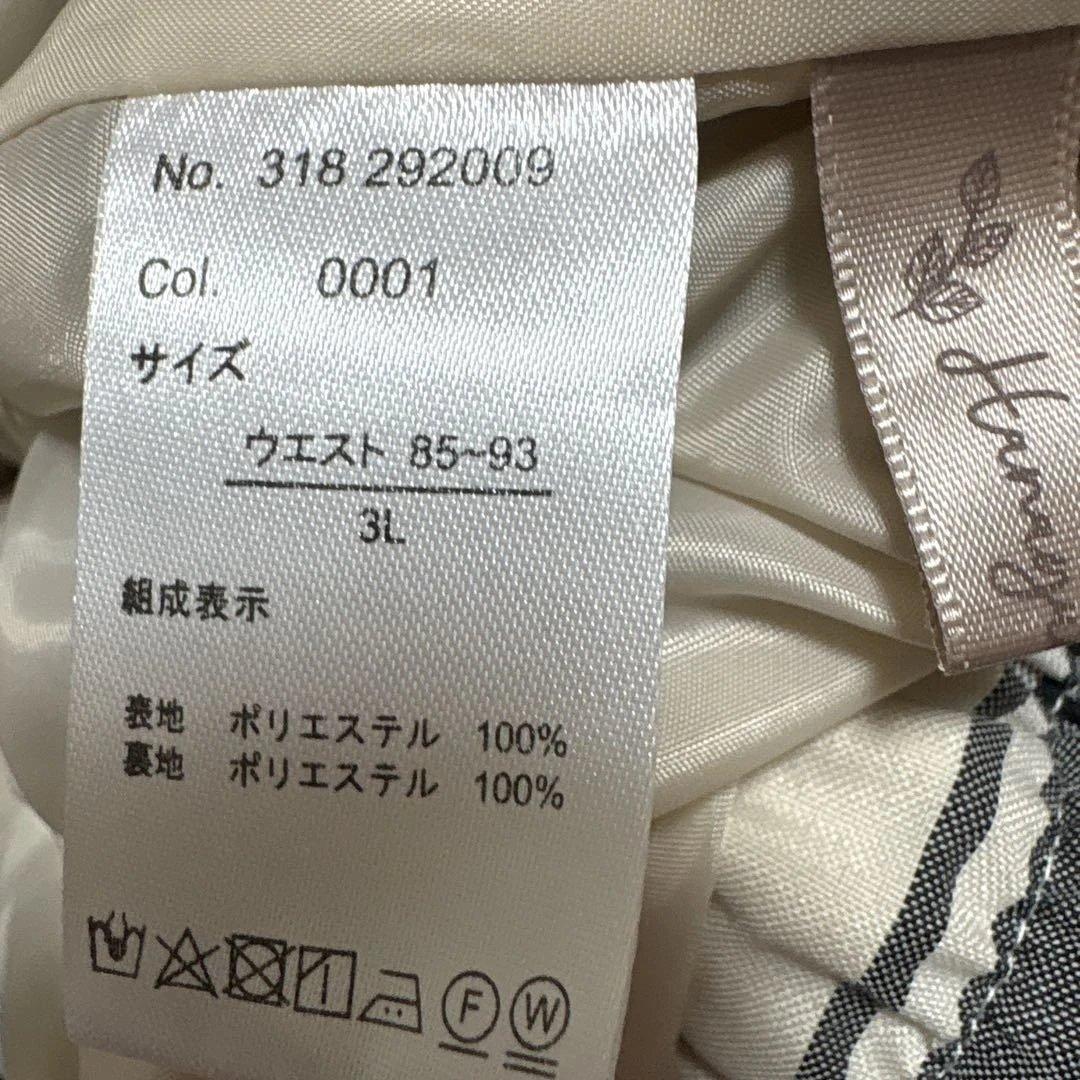 No. 318 292009
Col. 0001
サイズ
ウエスト 85~93
3L
組成表示
表地 ポリエステル 100%
裏地 ポリエステル 100%
F W